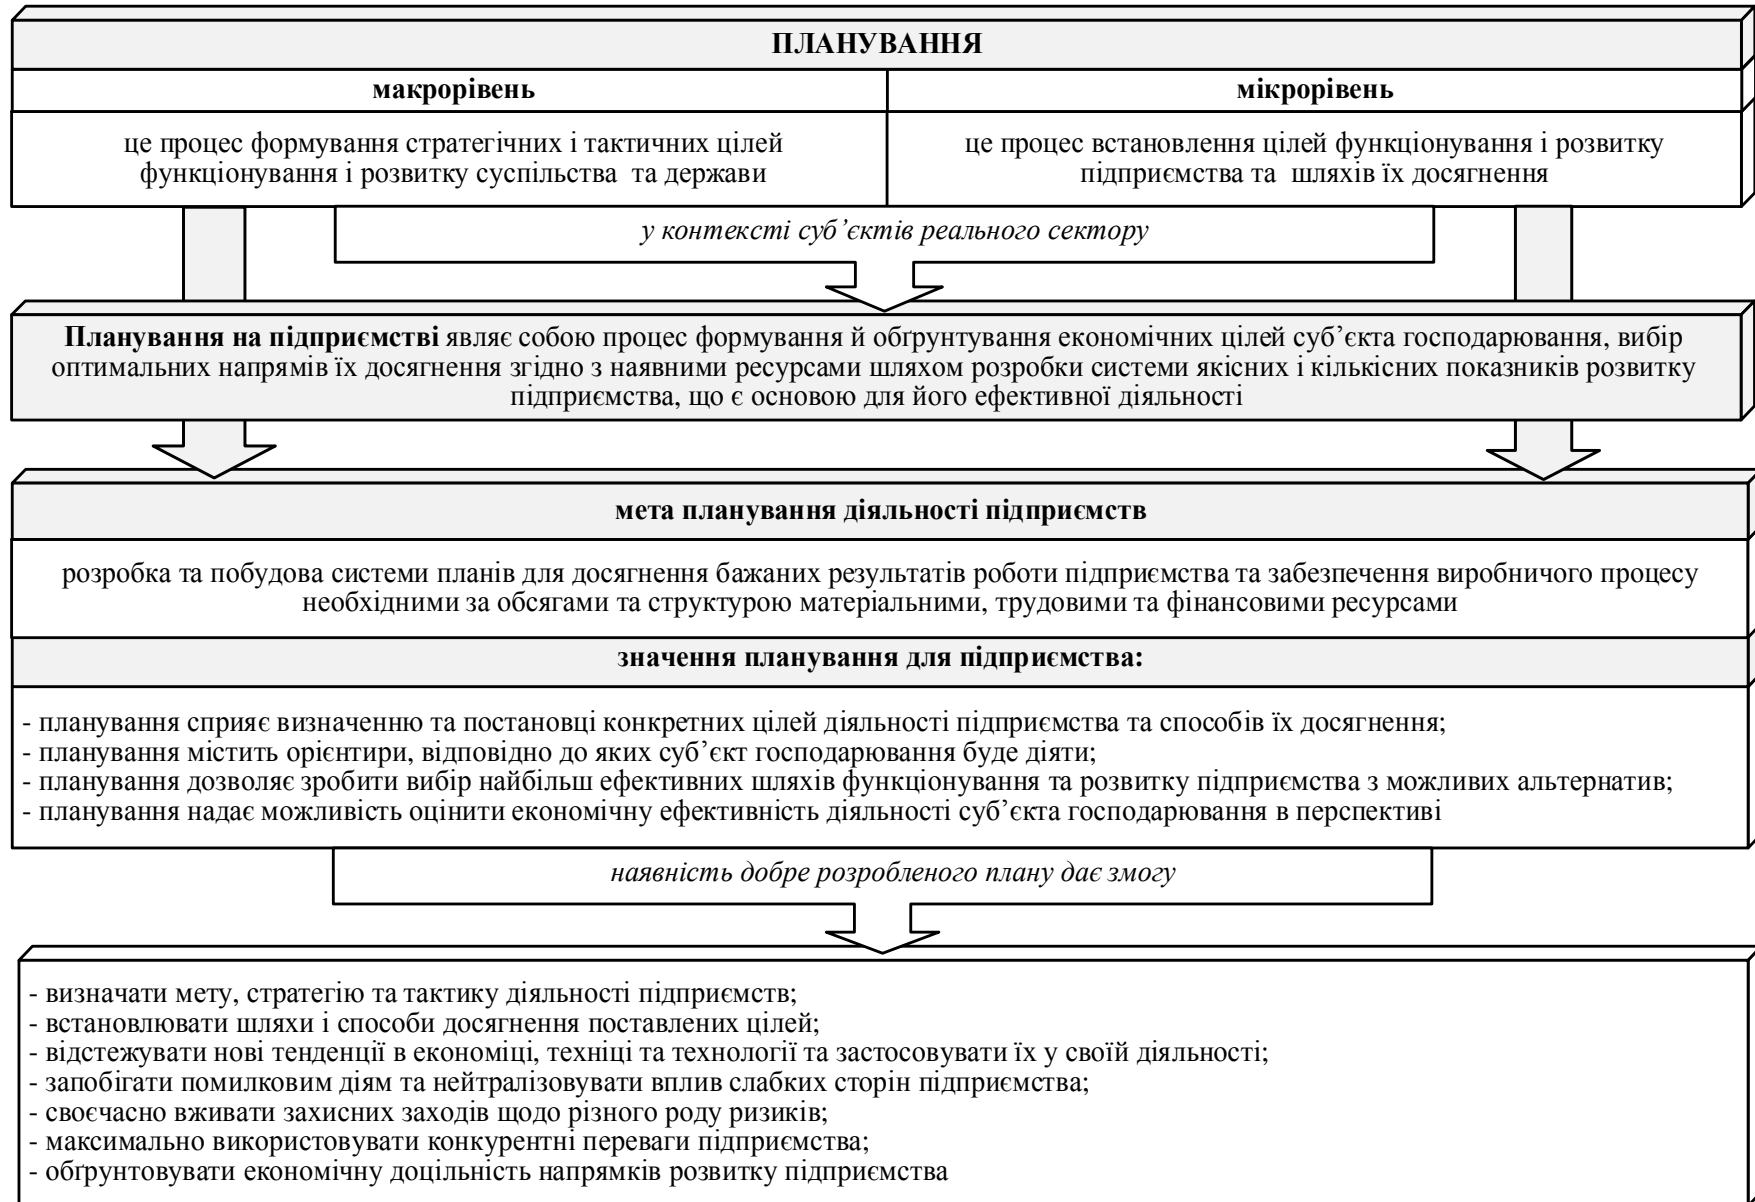 ПЛАНУВАННЯ
макрорівень
мікрорівень
це процес формування стратегічних і тактичних цілей
функціонування і розвитку суспільства та держави
це процес встановлення цілей функціонування і розвитку
підприємства та шляхів їх досягнення
у контексті суб’єктів реального сектору
Планування на підприємстві являє собою процес формування й обґрунтування економічних цілей суб’єкта господарювання, вибір
оптимальних напрямів їх досягнення згідно з наявними ресурсами шляхом розробки системи якісних і кількісних показників розвитку
підприємства, що є основою для його ефективної діяльності
мета планування діяльності підприємств
розробка та побудова системи планів для досягнення бажаних результатів роботи підприємства та забезпечення виробничого процесу
необхідними за обсягами та структурою матеріальними, трудовими та фінансовими ресурсами
значення планування для підприємства:
- планування сприяє визначенню та постановці конкретних цілей діяльності підприємства та способів їх досягнення;
- планування містить орієнтири, відповідно до яких суб’єкт господарювання буде діяти;
- планування дозволяє зробити вибір найбільш ефективних шляхів функціонування та розвитку підприємства з можливих альтернатив;
- планування надає можливість оцінити економічну ефективність діяльності суб’єкта господарювання в перспективі
наявність добре розробленого плану дає змогу
- визначати мету, стратегію та тактику діяльності підприємств;
- встановлювати шляхи і способи досягнення поставлених цілей;
- відстежувати нові тенденції в економіці, техніці та технології та застосовувати їх у своїй діяльності;
- запобігати помилковим діям та нейтралізовувати вплив слабких сторін підприємства;
- своєчасно вживати захисних заходів щодо різного роду ризиків;
- максимально використовувати конкурентні переваги підприємства;
- обґрунтовувати економічну доцільність напрямків розвитку підприємства